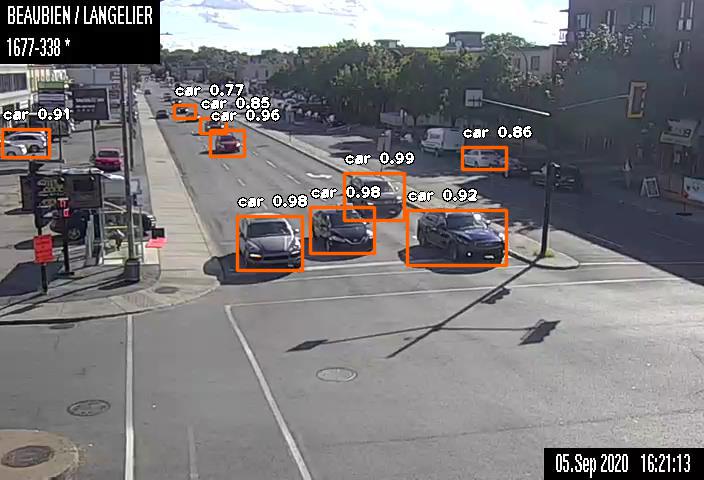 BEAUBIEN / LANGELIER
1677-338 *
car 0.77
car 0.85
car 0.96
car 0.91
car 0.86
car 0.99
car 0.98
car 0.98
car 0.92
05.Sep 2020 16:21:13